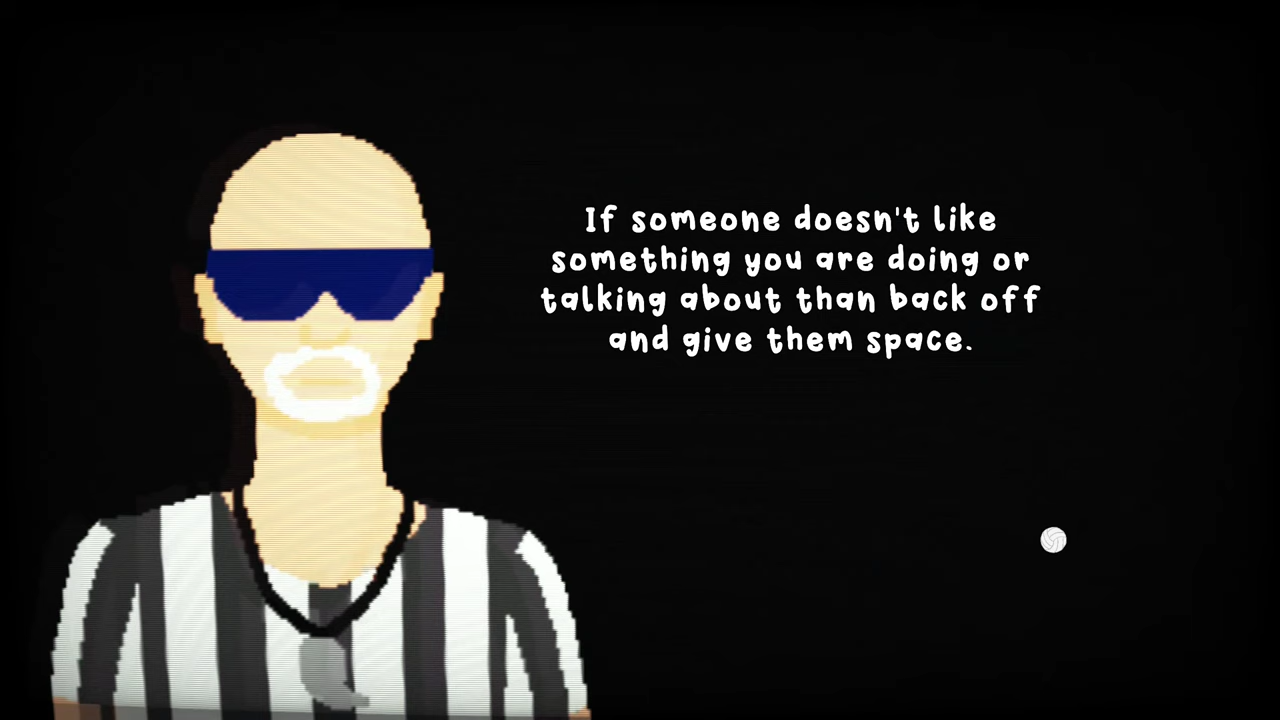 If someone doesn't like
something you are doing or
talking about than back off
and give them space.